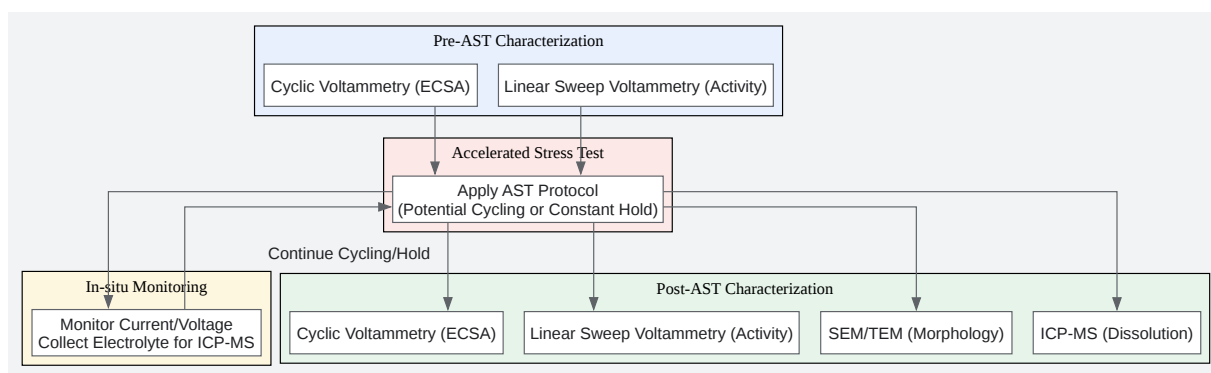 Pre-AST Characterization
Cyclic Voltammetry (ECSA)
Linear Sweep Voltammetry (Activity)
Accelerated Stress Test
Apply AST Protocol
(Potential Cycling or Constant Hold)
Continue Cycling/Hold
In-situ Monitoring
Monitor Current/Voltage
Collect Electrolyte for ICP-MS
Post-AST Characterization
Cyclic Voltammetry (ECSA)
Linear Sweep Voltammetry (Activity)
SEM/TEM (Morphology)
ICP-MS (Dissolution)